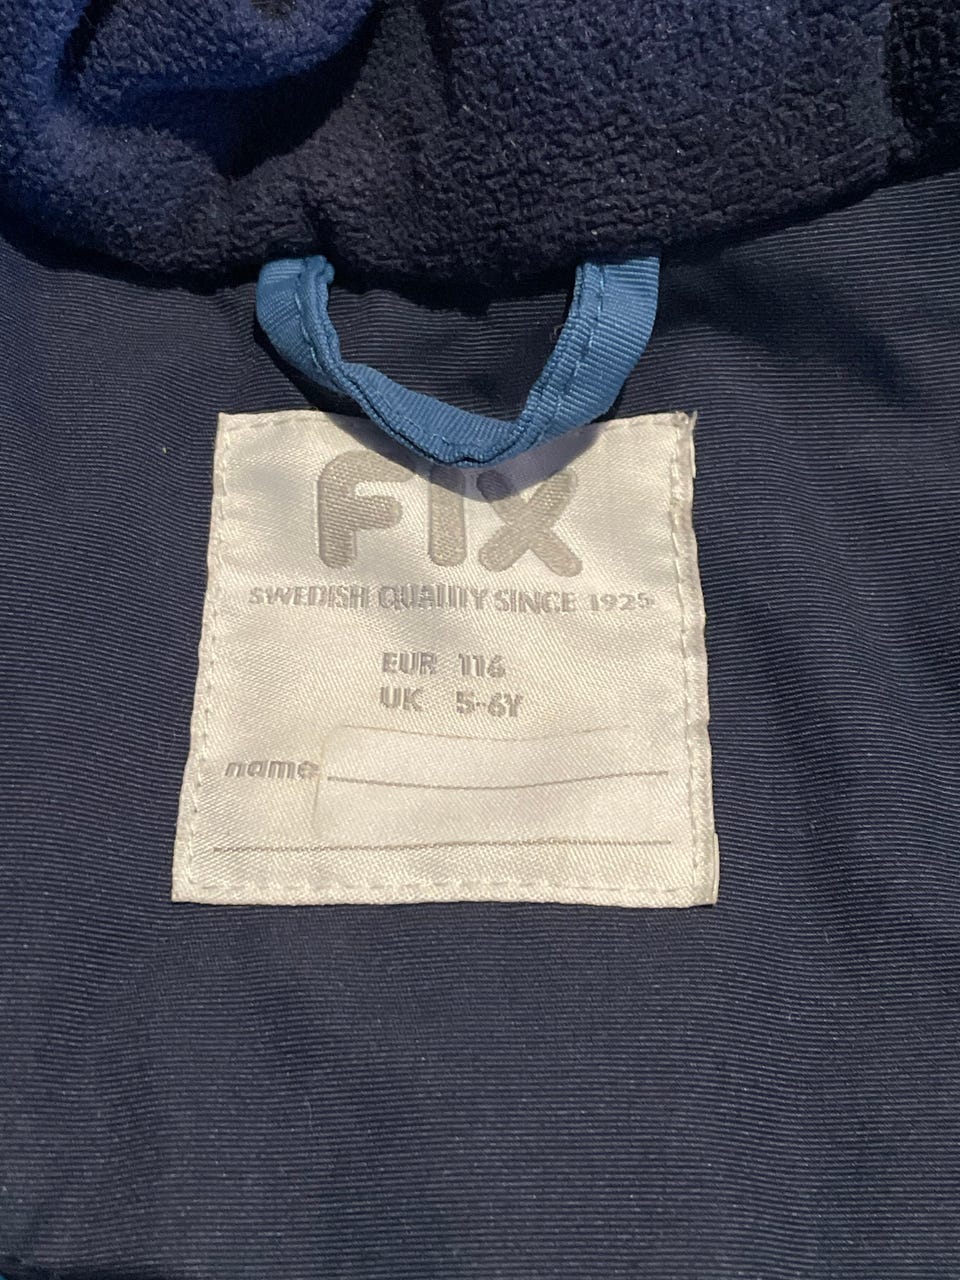 FIX
SWEDISH QUALITY SINCE 1925
EUR 116
UK 5-6Y
name